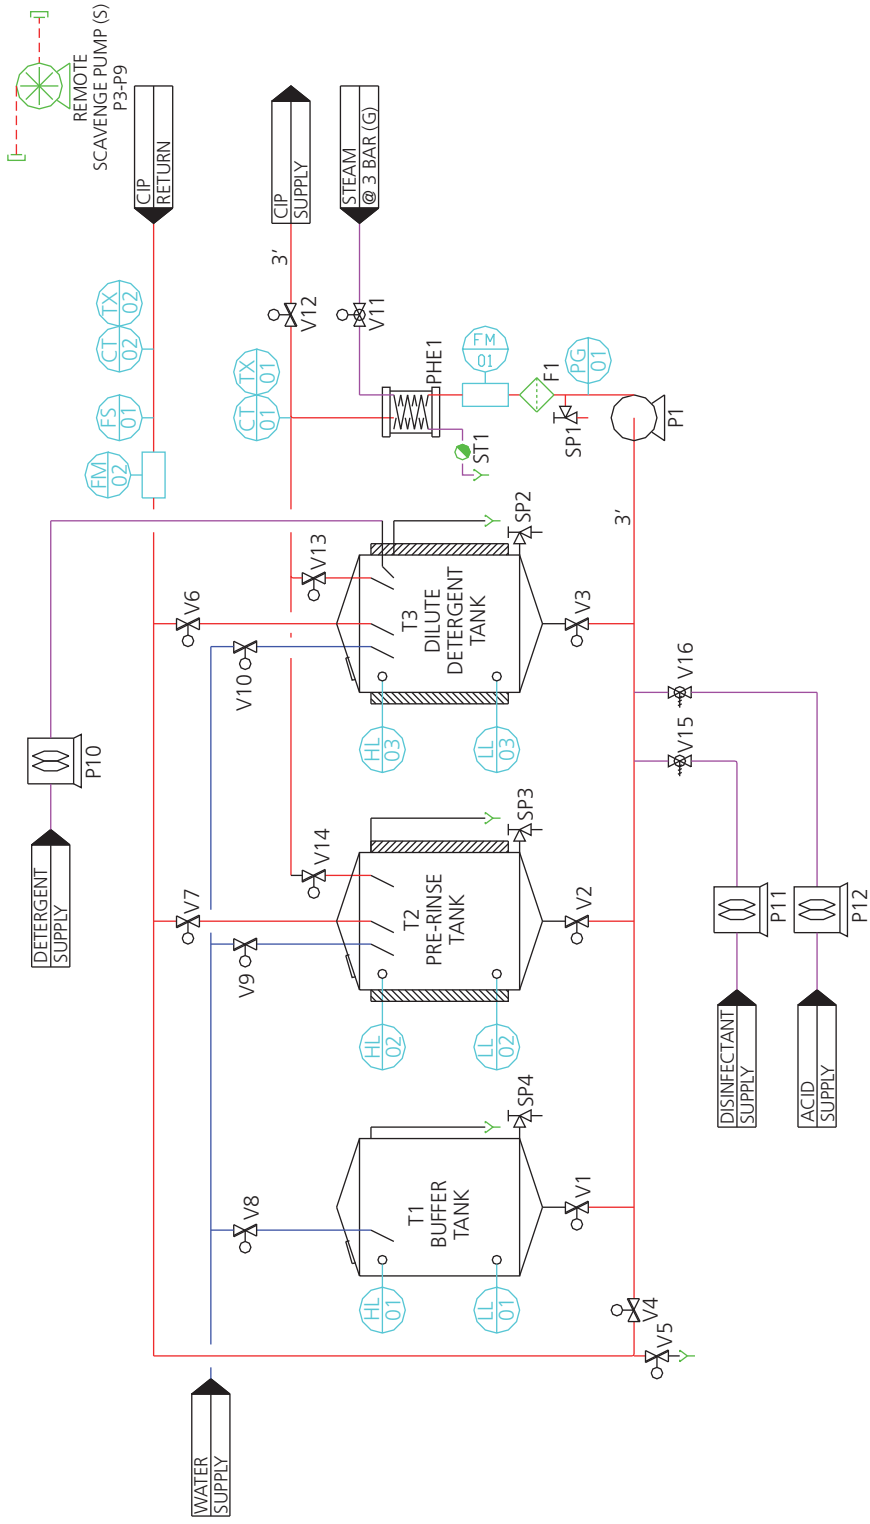 REMOTE
SCAVENGE PUMP (S)
P3-P9
CIP
RETURN
CIP
SUPPLY
STEAM
@ 3 BAR (G)
3’
V12
V11
TX
02
CT
02
FS
01
FM
02
TX
01
CT
01
PHE1
FM
01
F1
PG
01
SP1
P1
ST1
3’
V6
V13
V10
T3
DILUTE
DETERGENT
TANK
SP2
V3
HL
03
LL
03
V16
V15
P10
DETERGENT
SUPPLY
V7
V14
V9
T2
PRE-RINSE
TANK
SP3
V2
HL
02
LL
02
P11
P12
DISINFECTANT
SUPPLY
ACID
SUPPLY
V8
T1
BUFFER
TANK
SP4
V1
HL
01
LL
01
V4
V5
WATER
SUPPLY